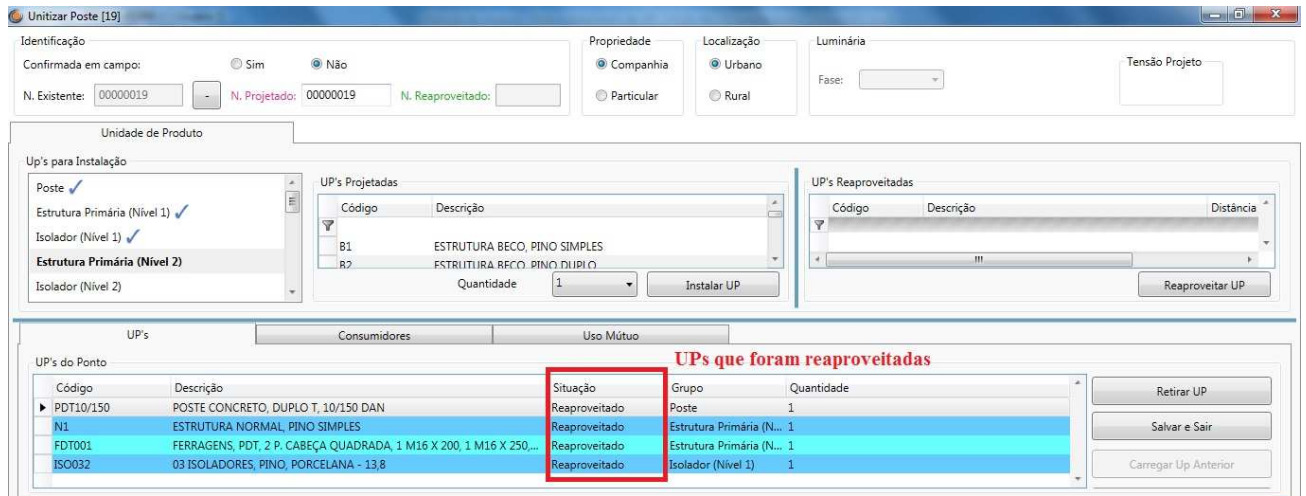 Unitizar Poste [19]
Identificação Propriedade Localização Luminária
Confirmada em campo: Sim Não Companhia Urbano Tensão Projeto
Fase:
N. Existente: 00000019 - N. Projetado: 00000019 N. Reaproveitado: Particular Rural
Unidade de Produto
Up's para Instalação
Poste UP's Projetadas UP's Reaproveitadas
Estrutura Primária (Nível 1) Código Descrição Código Descrição Distância
Isolador (Nível 1) B1 ESTRUTURA BECO, PINO SIMPLES
Estrutura Primária (Nível 2) B2 ESTRUTURA BECO, PINO DUPLO
Isolador (Nível 2) Quantidade 1 Instalar UP Reaproveitar UP
UP's Consumidores Uso Mútuo
UP's do Ponto UPs que foram reaproveitadas
Código Descrição Situação Grupo Quantidade Retirar UP
PDT10/150 POSTE CONCRETO, DUPLO T, 10/150 DAN Reaproveitado Poste 1
N1 ESTRUTURA NORMAL, PINO SIMPLES Reaproveitado Estrutura Primária (N... 1 Salvar e Sair
FDT001 FERRAGENS, PDT, 2 P. CABEÇA QUADRADA, 1 M16 X 200, 1 M16 X 250,... Reaproveitado Estrutura Primária (N... 1
ISO032 03 ISOLADORES, PINO, PORCELANA - 13,8 Reaproveitado Isolador (Nível 1) 1 Carregar Up Anterior